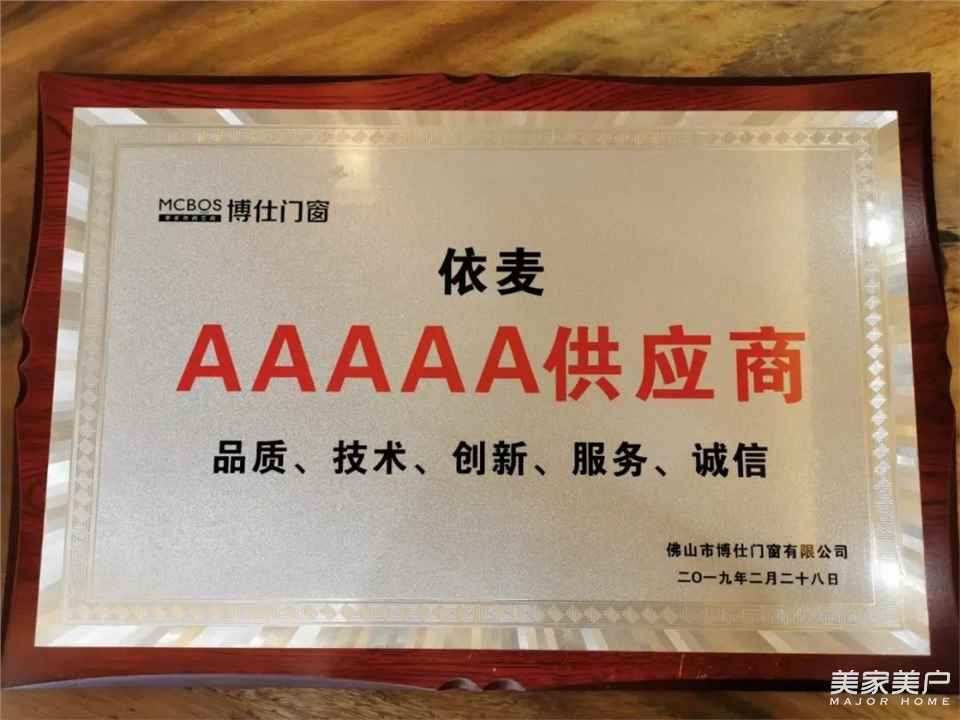 MCBOS 博仕门窗
依麦
AAAAA供应商
品质、技术、创新、服务、诚信
佛山市博仕门窗有限公司
二〇一九年二月二十八日
美家美户
MAJOR HOME